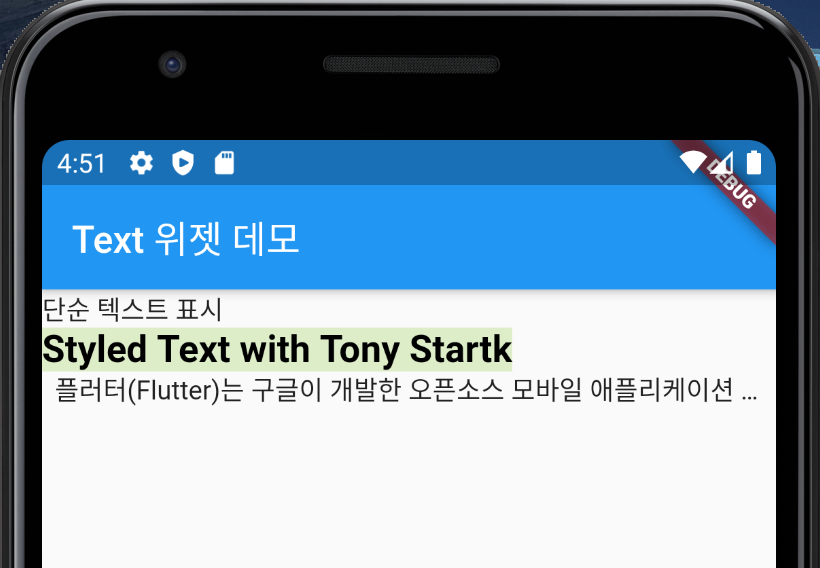 4:51
DEBUG
Text 위젯 데모
단순 텍스트 표시
Styled Text with Tony Startk
플러터(Flutter)는 구글이 개발한 오픈소스 모바일 애플리케이션 ...